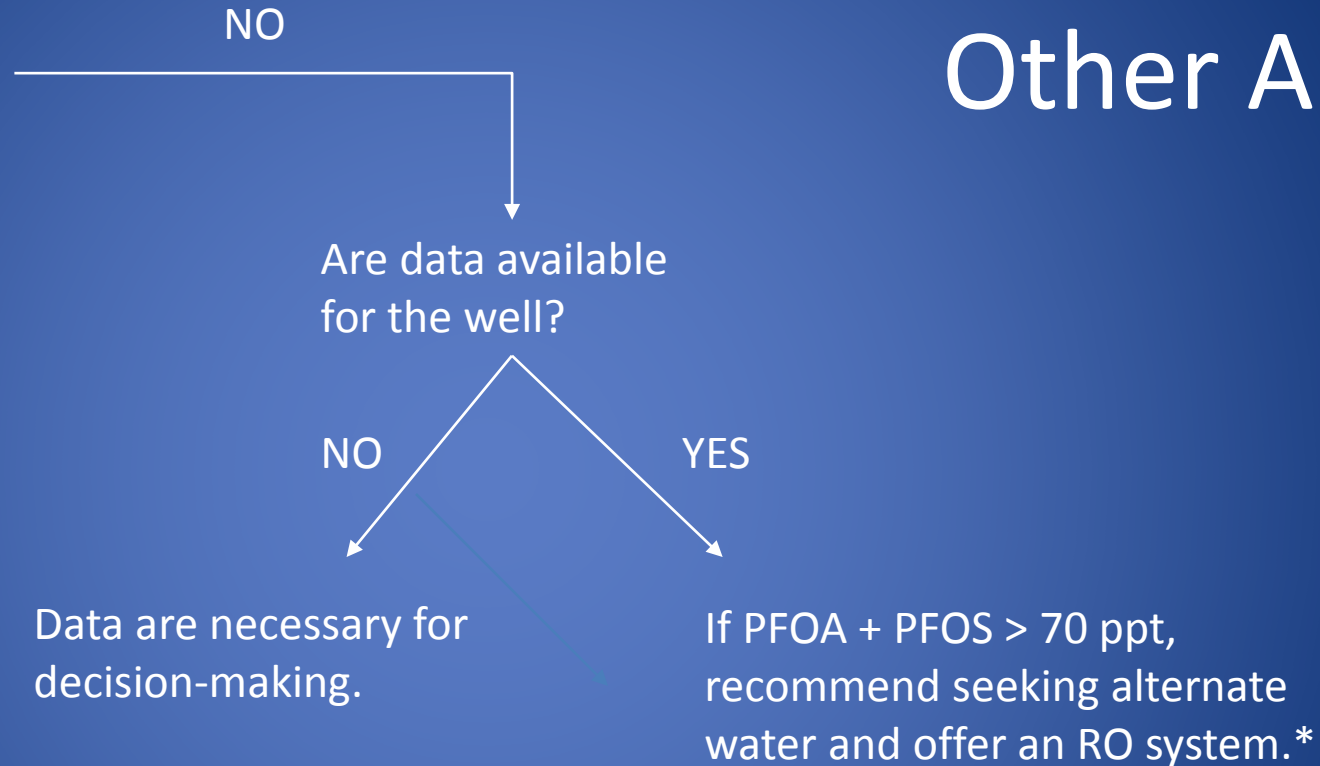 NO
Other A
Are data available
for the well?
NO
YES
Data are necessary for
decision-making.
If PFOA + PFOS > 70 ppt,
recommend seeking alternate
water and offer an RO system.*